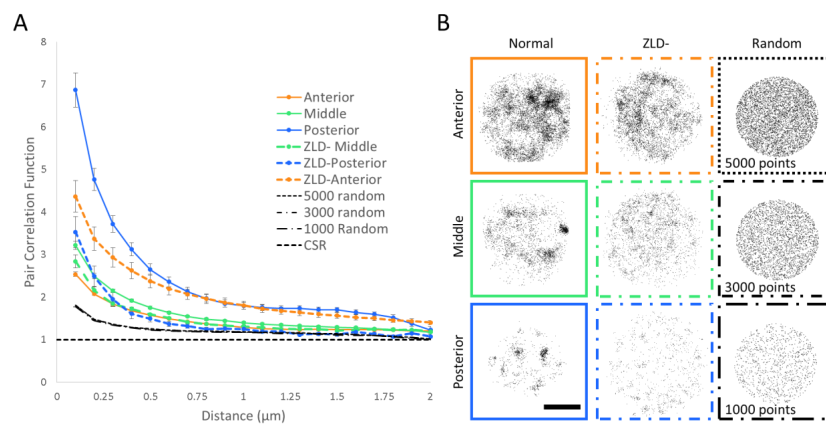 A
8
7
6
5
4
3
2
1
0
Pair Correlation Function
0
0.25
0.5
0.75
1
1.25
1.5
1.75
2
Distance (μm)
Anterior
Middle
Posterior
ZLD- Middle
ZLD-Posterior
ZLD-Anterior
5000 random
3000 random
1000 Random
CSR
B
Normal
ZLD-
Random
Anterior
5000 points
Middle
3000 points
Posterior
1000 points